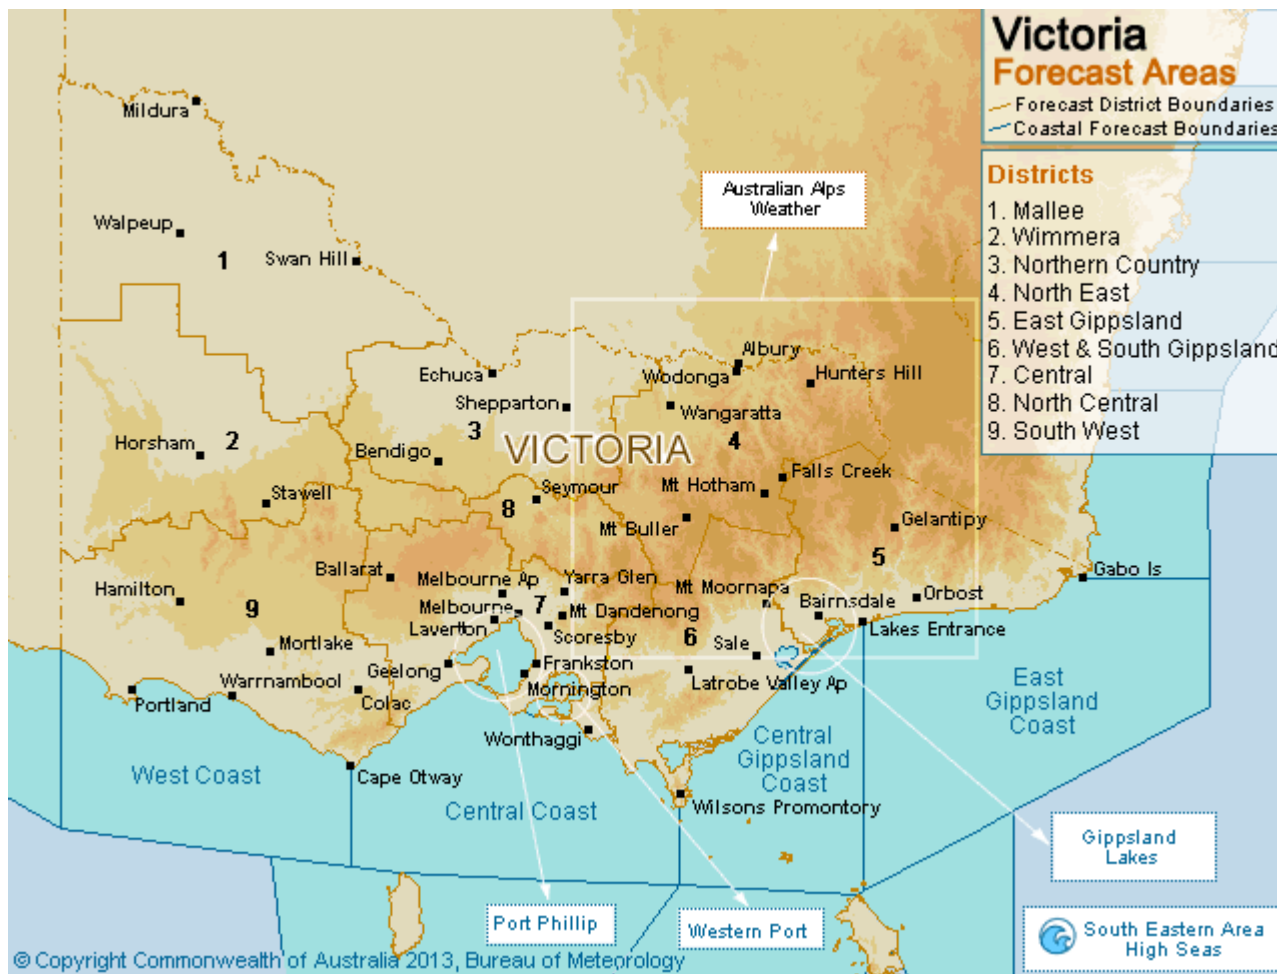 Victoria
Forecast Areas
Forecast District Boundaries
Coastal Forecast Boundaries
Districts
1. Mallee
2. Wimmera
3. Northern Country
4. North East
5. East Gippsland
6. West & South Gippsland
7. Central
8. North Central
9. South West
Mildura
Australian Alps
Weather
Walpeup
1
Swan Hill
Albury
Echuca
Wodonga
Hunters Hill
Shepparton
Wangaratta
Horsham
2
3
VICTORIA
4
Bendigo
Falls Creek
Stawell
Seymour
Mt Hotham
8
Mt Buller
Gelantipy
5
Gabo Is
Ballarat
Melbourne Ap
Yarra Glen
Mt Moornapa
Hamilton
9
Melbourne
7
Mt Dandenong
Bairnsdale
Orbost
Lavertton
Scoresby
6
Lakes Entrance
Mortlake
Sale
Geelong
Frankston
Latrobe Valley Ap
Warrnambool
Mornington
Portland
Colac
East
Gippsland
Coast
Wonthaggi
Central
Gippsland
Coast
West Coast
Cape Otway
Central Coast
Wilsons Promontory
Gippsland
Lakes
Port Phillip
Western Port
South Eastern Area
High Seas
© Copyright Commonwealth of Australia 2013, Bureau of Meteorology